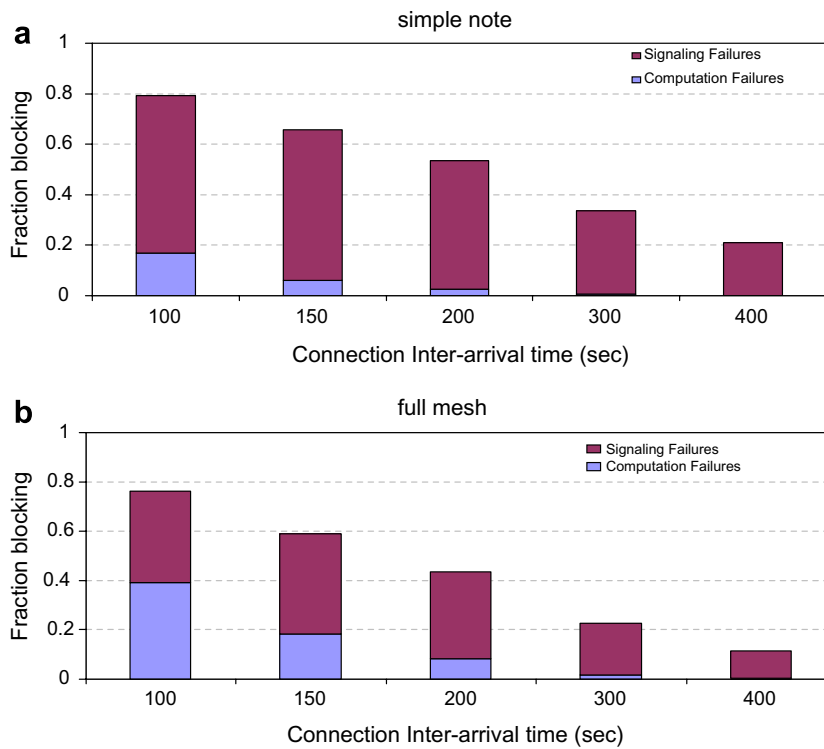 a
simple note
1
0.8
0.6
0.4
0.2
0
Fraction blocking
Signaling Failures
Computation Failures
100 150 200 300 400
Connection Inter-arrival time (sec)
b
full mesh
1
0.8
0.6
0.4
0.2
0
Fraction blocking
Signaling Failures
Computation Failures
100 150 200 300 400
Connection Inter-arrival time (sec)